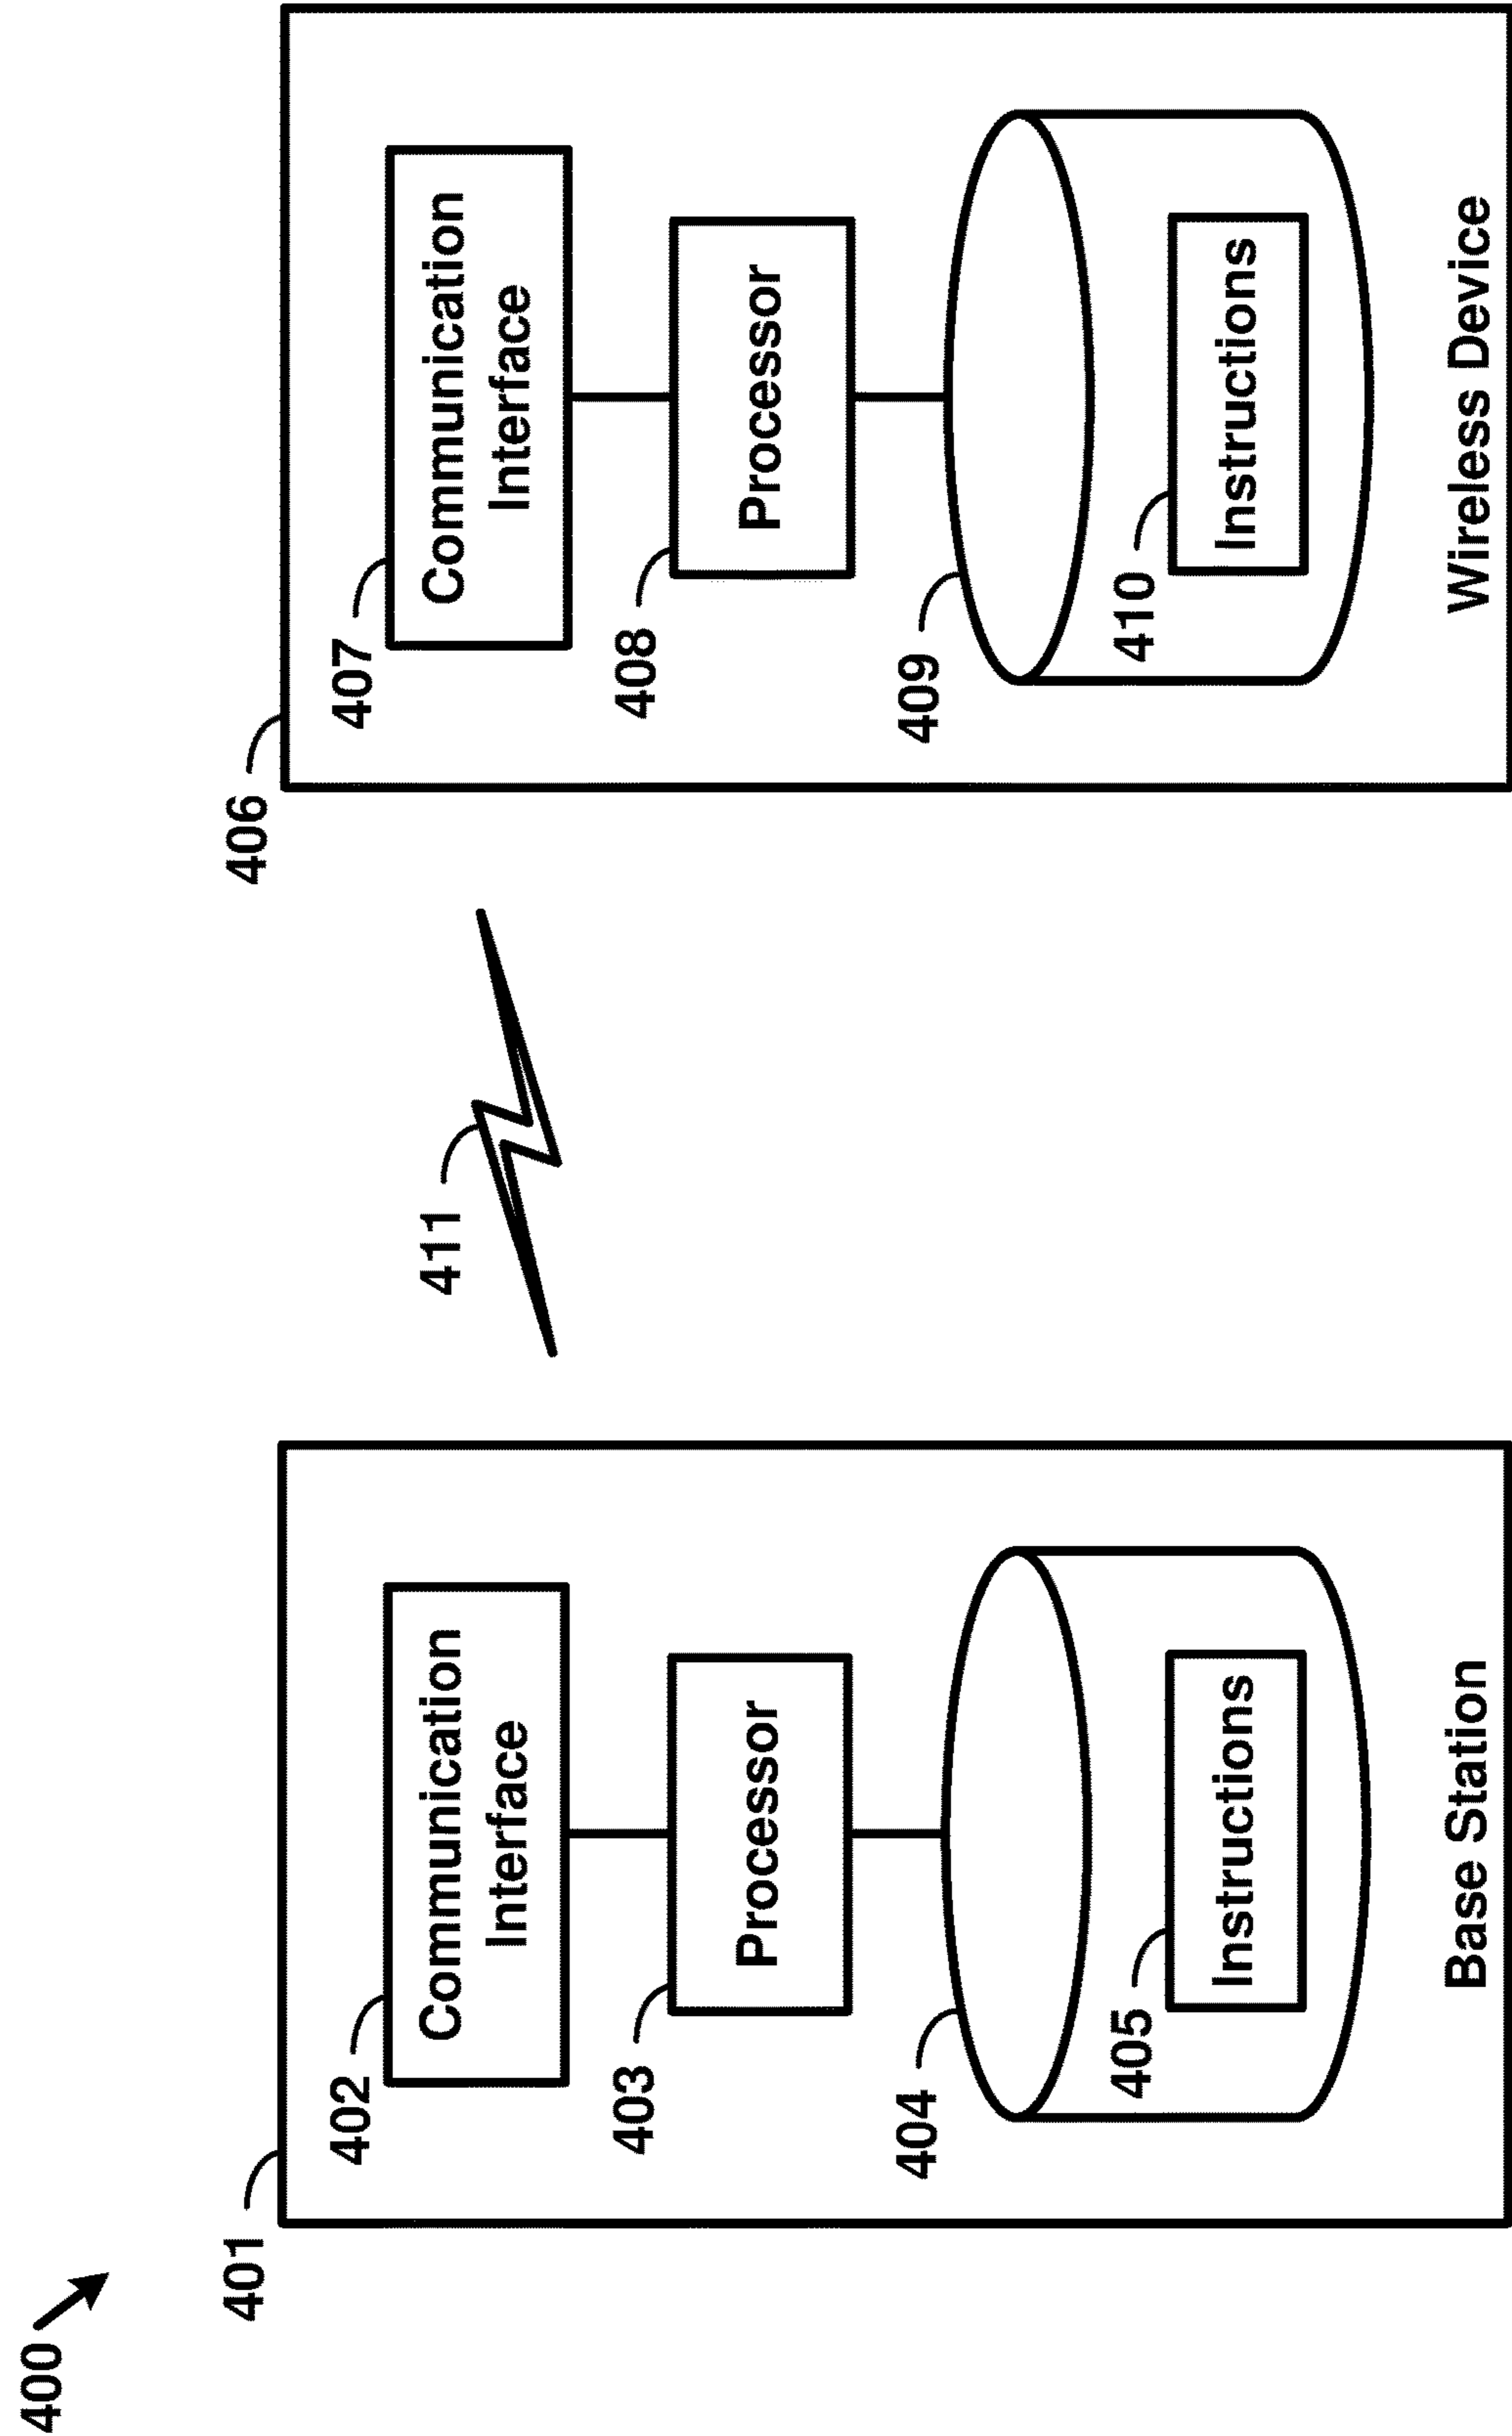 400
401
402
Communication
Interface
403
Processor
404
405
Instructions
Base Station
411
406
407
Communication
Interface
408
Processor
409
410
Instructions
Wireless Device